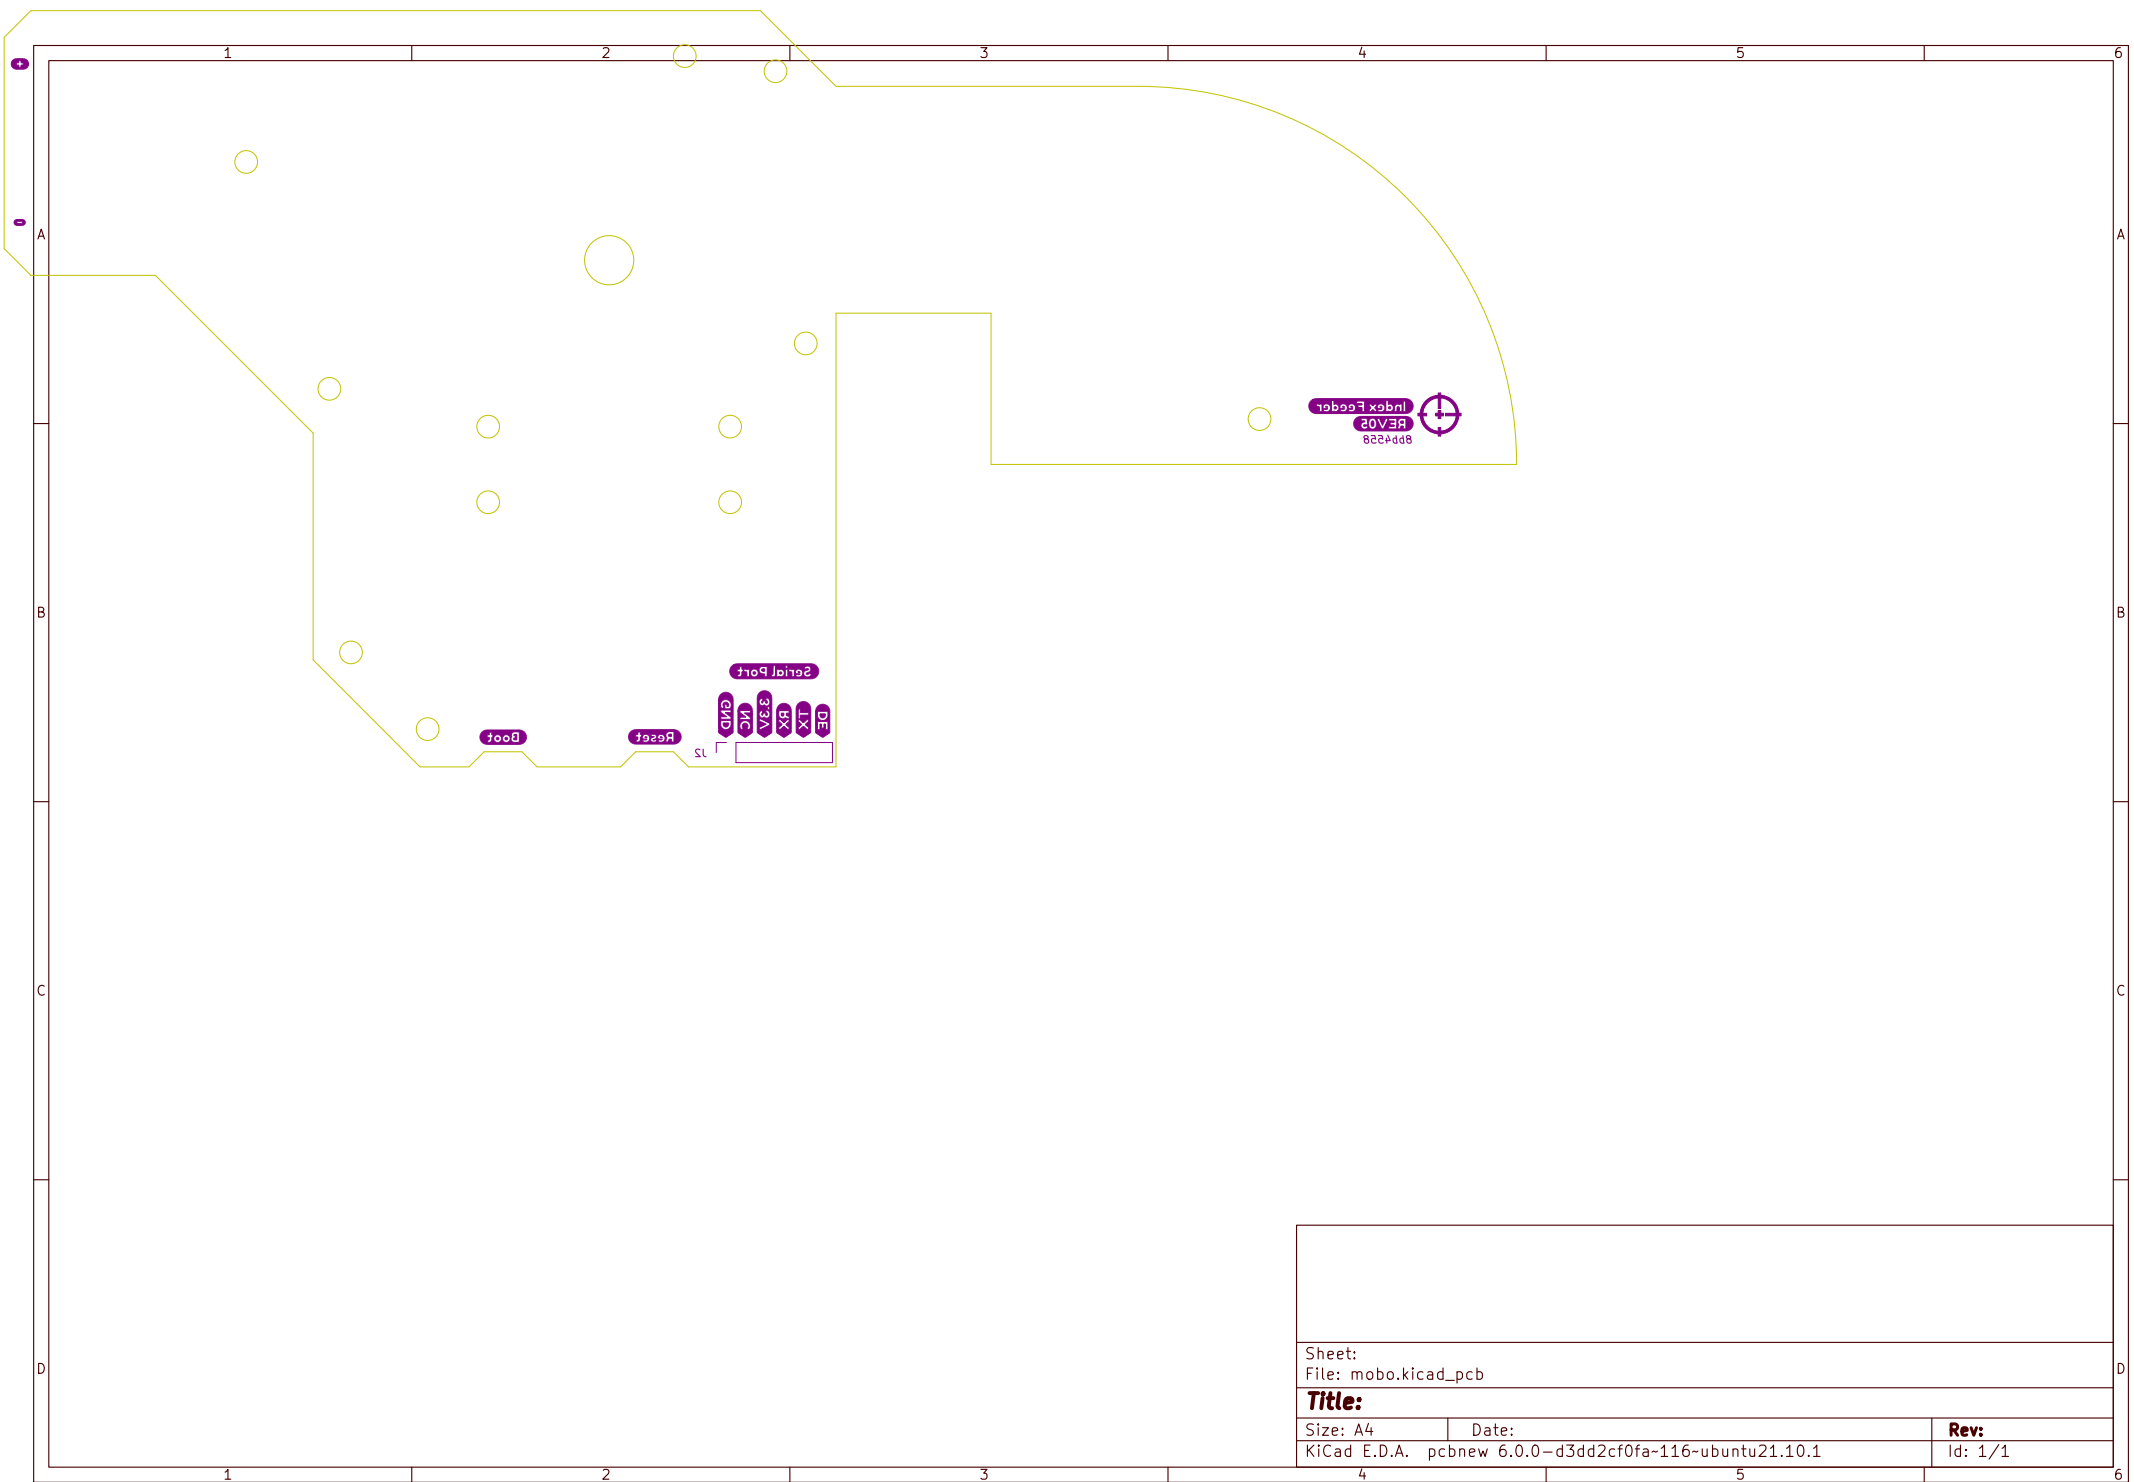 1 2 3 4 5 6
+
-
A A
Index Feeder
REV05
8bb4558
B B
Serial Port
GND NC 3.3V RX TX DE
Boot Reset J2
C C
Sheet:
File: mobo.kicad_pcb
D D
Title:
Size: A4 Date: Rev:
KiCad E.D.A. pcbnew 6.0.0-d3dd2cf0fa~116~ubuntu21.10.1 Id: 1/1
1 2 3 4 5 6